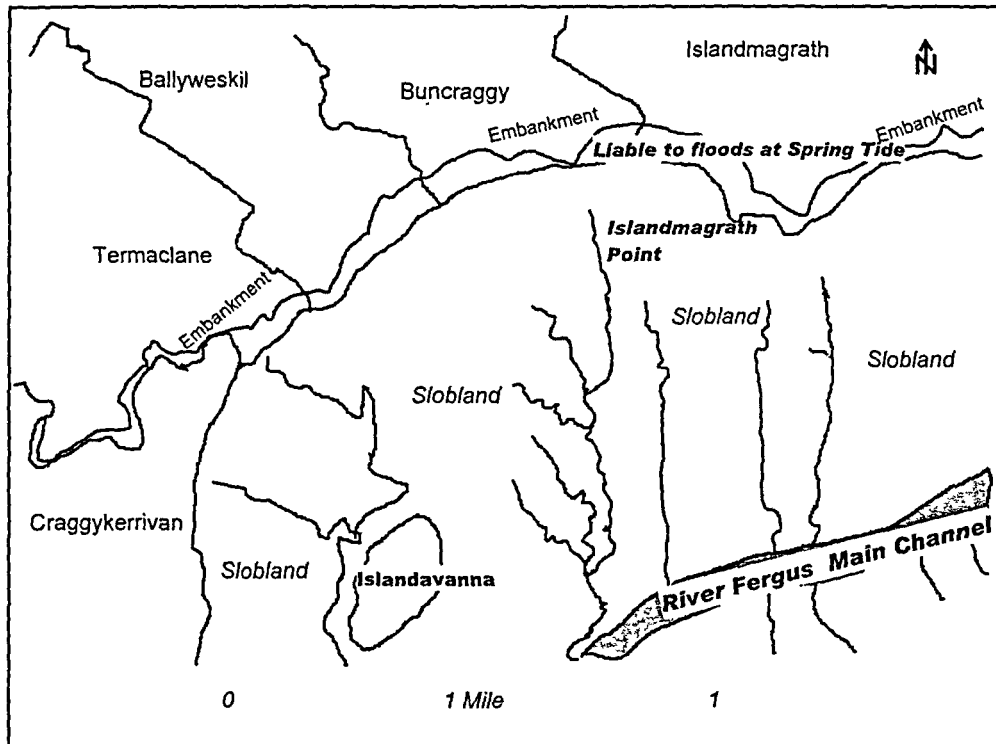 Islandmagrath
N
Ballyweskil
Buncraggy
Embankment
Embankment
Liable to floods at Spring Tide
Islandmagrath
Point
Termaclane
Embankment
Slobland
Slobland
Slobland
Craggykerrivan
Slobland
Islandavanna
River Fergus Main Channel
0 1 Mile 1